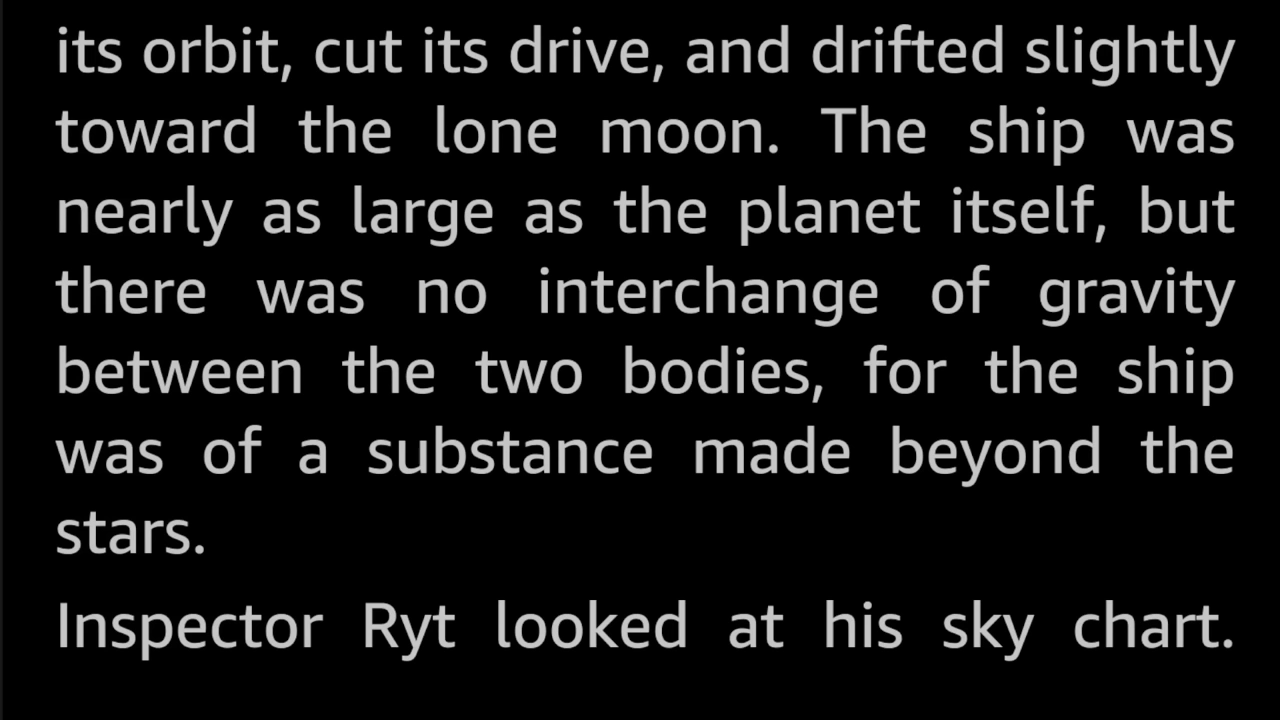 its orbit, cut its drive, and drifted slightly
toward the lone moon. The ship was
nearly as large as the planet itself, but
there was no interchange of gravity
between the two bodies, for the ship
was of a substance made beyond the
stars.
Inspector Ryt looked at his sky chart.